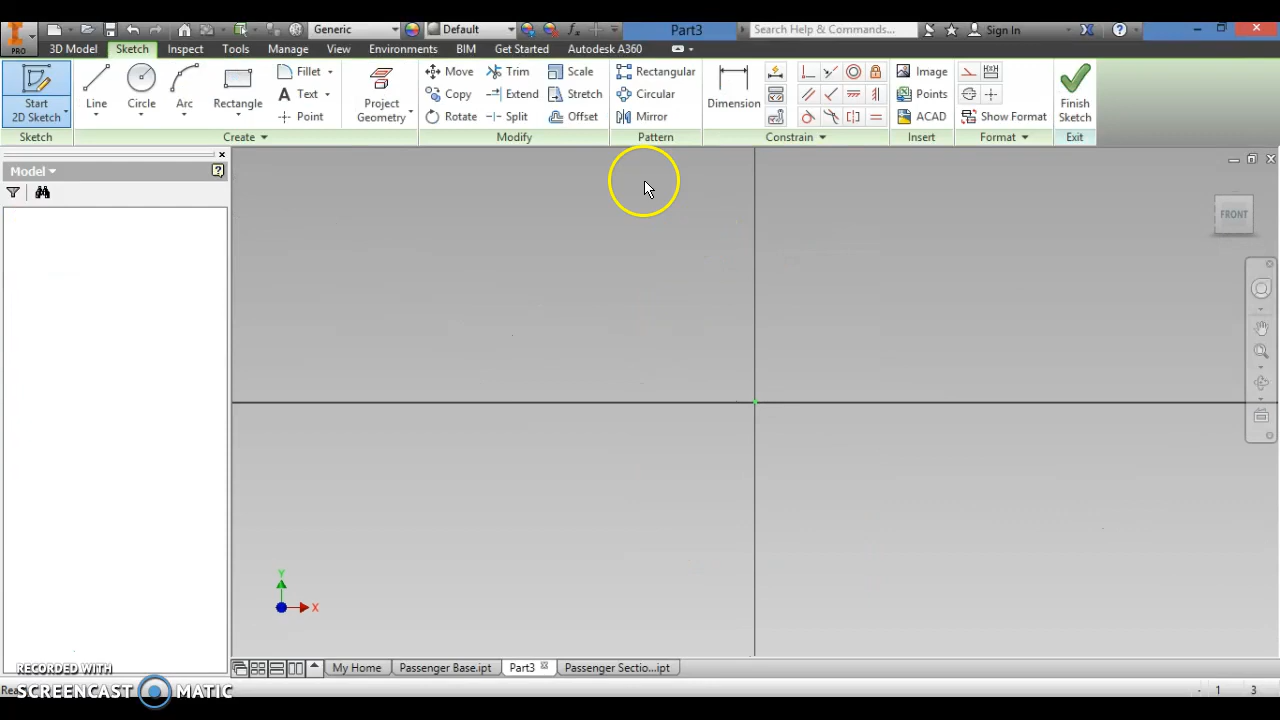 PRO Generic Default fx Part3 Search Help & Commands... Sign In
3D Model Sketch Inspect Tools Manage View Environments BIM Get Started Autodesk A360
Start 2D Sketch Line Circle Arc Rectangle Fillet Text Point Project Geometry Move Copy Rotate Trim Extend Split Scale Stretch Offset Rectangular Circular Mirror Dimension Image Points ACAD Show Format Finish Sketch
Sketch Create Modify Pattern Constrain Insert Format Exit
Model
FRONT
Y
X
My Home Passenger Base.ipt Part3 Passenger Sectio...ipt
RECORDED WITH
SCREENCAST MATIC
1 3